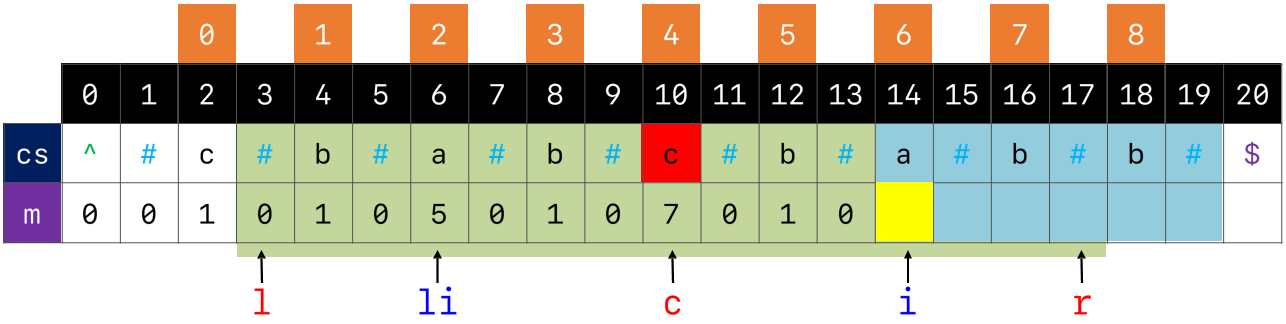 0 1 2 3 4 5 6 7 8
0 1 2 3 4 5 6 7 8 9 10 11 12 13 14 15 16 17 18 19 20
cs ^ # c # b # a # b # c # b # a # b # b # $
m 0 0 1 0 1 0 5 0 1 0 7 0 1 0
l li c i r